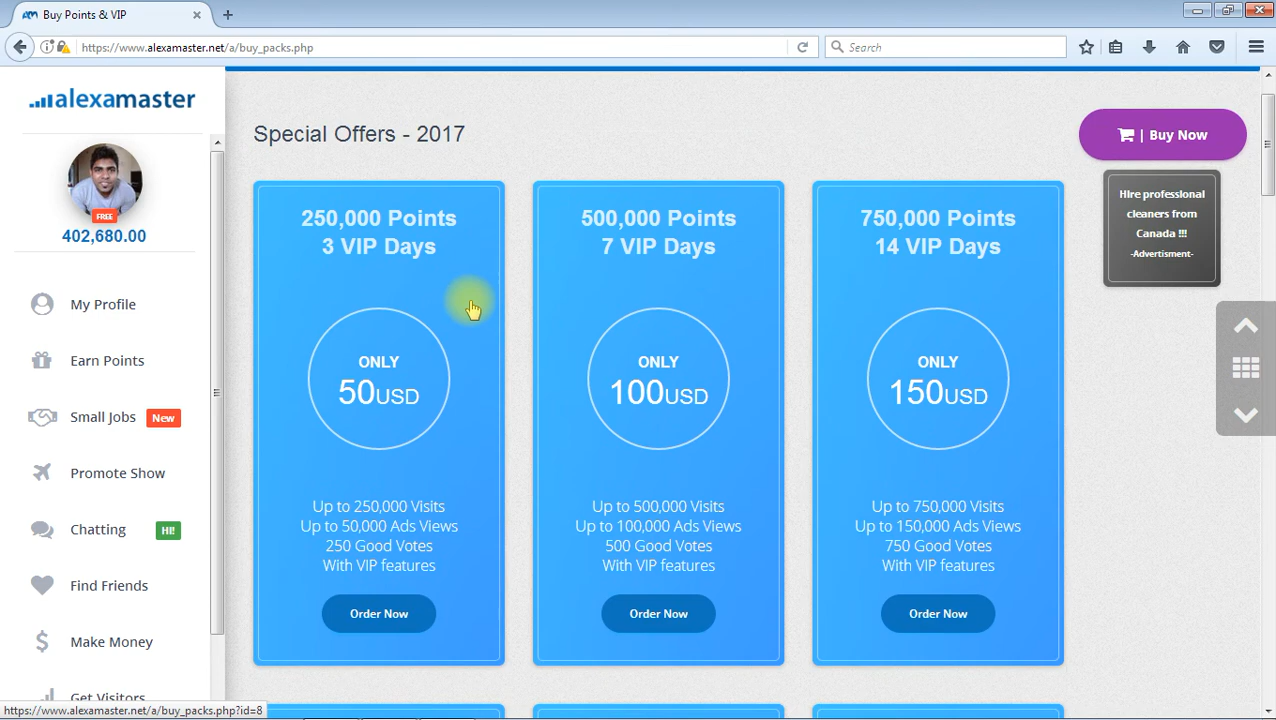 Buy Points & VIP
https://www.alexamaster.net/a/buy_packs.php
Search
alexamaster
FREE
402,680.00
My Profile
Earn Points
Small Jobs New
Promote Show
Chatting HI!
Find Friends
Make Money
Get Visitors
Special Offers - 2017
| Buy Now
250,000 Points
3 VIP Days
ONLY
50USD
Up to 250,000 Visits
Up to 50,000 Ads Views
250 Good Votes
With VIP features
Order Now
500,000 Points
7 VIP Days
ONLY
100USD
Up to 500,000 Visits
Up to 100,000 Ads Views
500 Good Votes
With VIP features
Order Now
750,000 Points
14 VIP Days
ONLY
150USD
Up to 750,000 Visits
Up to 150,000 Ads Views
750 Good Votes
With VIP features
Order Now
Hire professional
cleaners from
Canada !!!
-Advertisment-
https://www.alexamaster.net/a/buy_packs.php?id=8